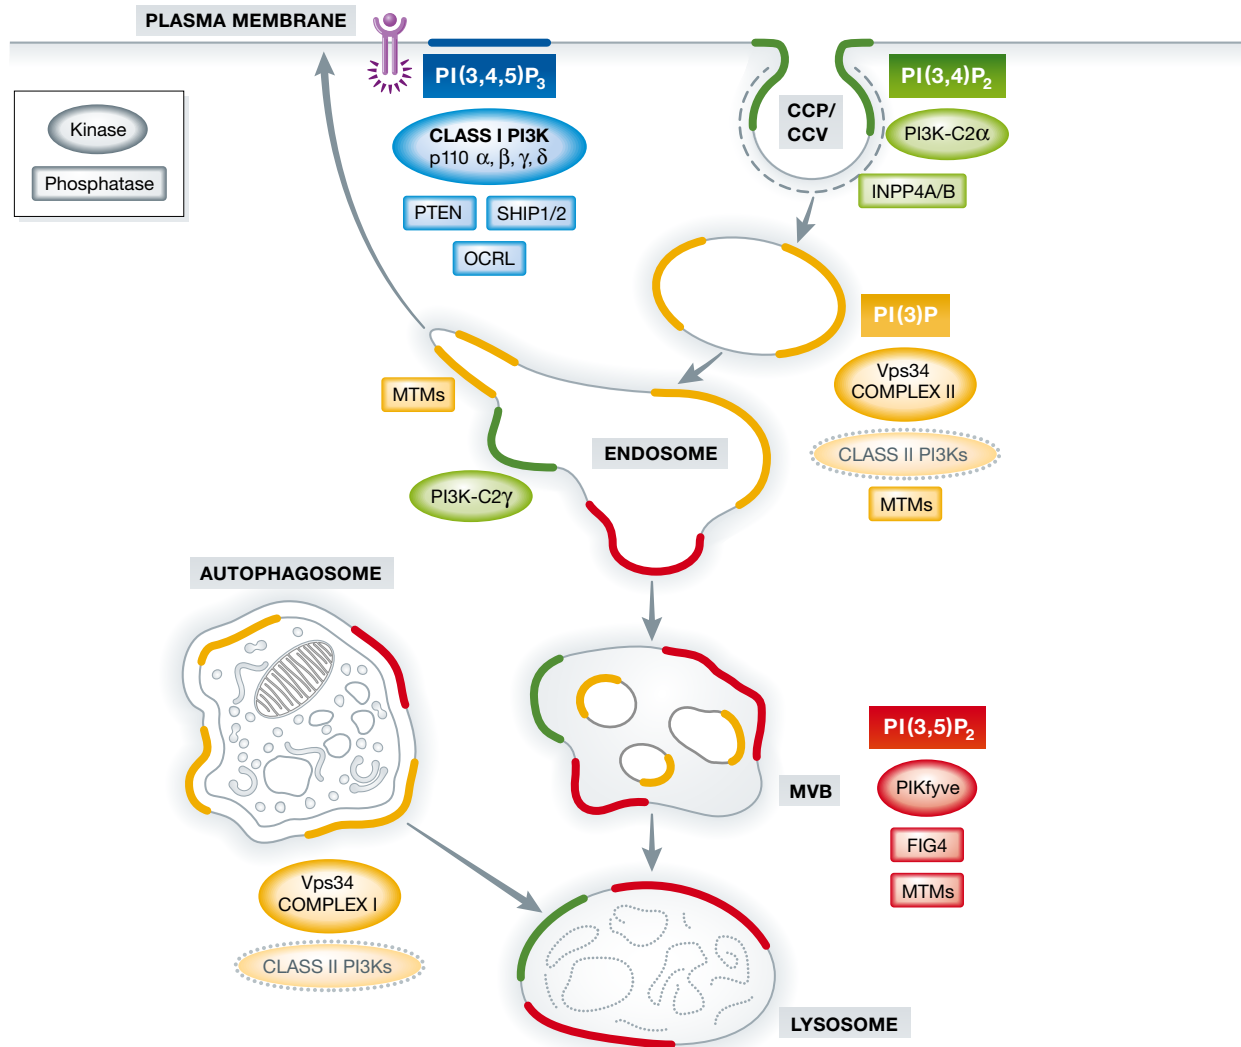 PLASMA MEMBRANE
Kinase
Phosphatase
PI(3,4,5)P3
CLASS I PI3K
p110 α, β, γ, δ
PTEN
SHIP1/2
OCRL
CCP/
CCV
PI(3,4)P2
PI3K-C2α
INPP4A/B
PI(3)P
Vps34
COMPLEX II
CLASS II PI3Ks
MTMs
MTMs
ENDOSOME
PI3K-C2γ
AUTOPHAGOSOME
Vps34
COMPLEX I
CLASS II PI3Ks
MVB
PI(3,5)P2
PIKfyve
FIG4
MTMs
LYSOSOME